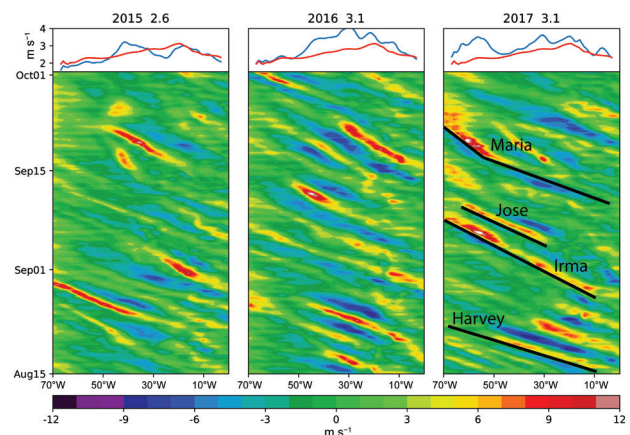 2015 2.6
2016 3.1
2017 3.1
m s⁻¹
4
3
2
Oct01
Sep15
Sep01
Aug15
Maria
Jose
Irma
Harvey
70°W 50°W 30°W 10°W
70°W 50°W 30°W 10°W
70°W 50°W 30°W 10°W
-12 -9 -6 -3 0 3 6 9 12
m s⁻¹